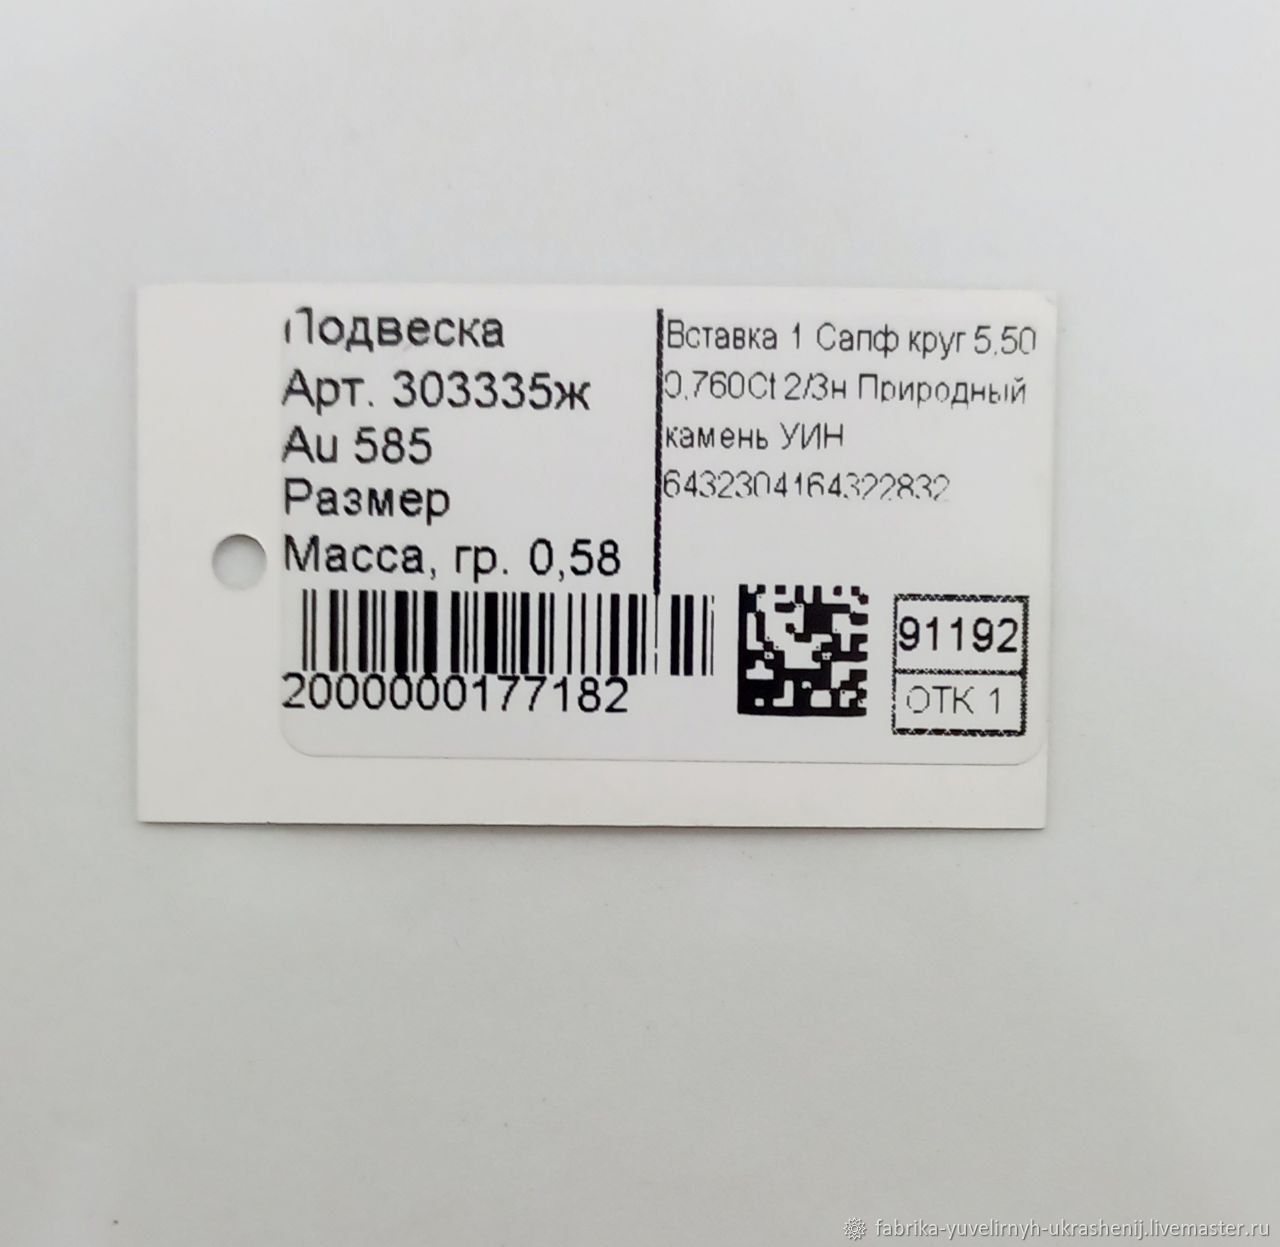 Подвеска
Арт. 303335ж
Au 585
Размер
Масса, гр. 0,58
2000000177182
Вставка 1 Сапф круг 5.50
0.760Ct 2/3н Природный
камень УИН
6432304164322832
91192
ОТК 1
fabrika-yuvelirnyh-ukrashenij.livemaster.ru